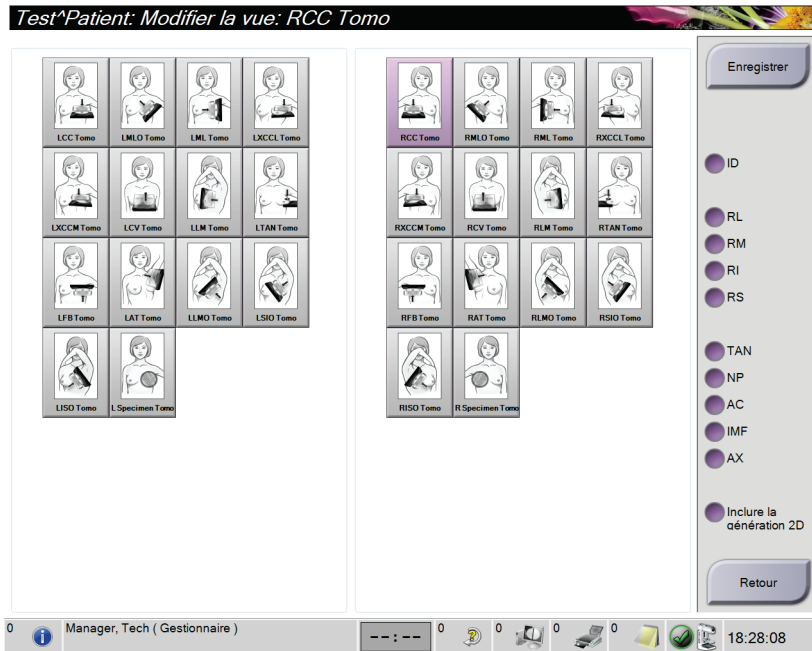 Test^Patient: Modifier la vue: RCC Tomo
LCC Tomo
LMLO Tomo
LML Tomo
LXCCL Tomo
LXCCM Tomo
LCV Tomo
LLM Tomo
LTAN Tomo
LFB Tomo
LAT Tomo
LLMO Tomo
LSIO Tomo
LISO Tomo
L Specimen Tomo
RCC Tomo
RMLO Tomo
RML Tomo
RXCCL Tomo
RXCCM Tomo
RCV Tomo
RLM Tomo
RTAN Tomo
RFB Tomo
RAT Tomo
RLMO Tomo
RSIO Tomo
RISO Tomo
R Specimen Tomo
Enregistrer
ID
RL
RM
RI
RS
TAN
NP
AC
IMF
AX
Inclure la
génération 2D
Retour
0
Manager, Tech ( Gestionnaire )
--:--
0
0
0
0
18:28:08